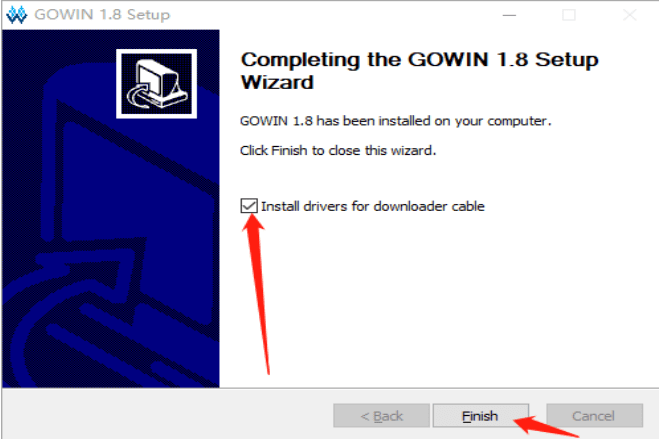 GOWIN 1.8 Setup
Completing the GOWIN 1.8 Setup
Wizard
GOWIN 1.8 has been installed on your computer.
Click Finish to close this wizard.
Install drivers for downloader cable
< Back
Finish
Cancel